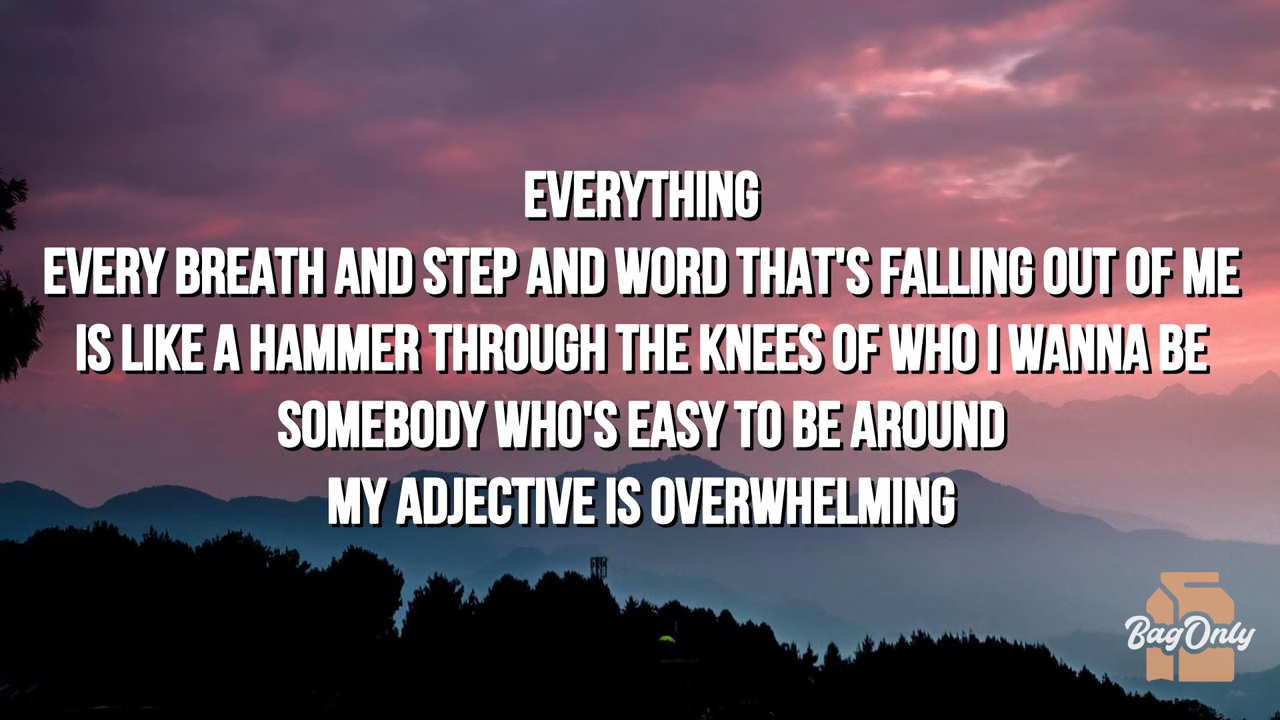 EVERYTHING
EVERY BREATH AND STEP AND WORD THAT'S FALLING OUT OF ME
IS LIKE A HAMMER THROUGH THE KNEES OF WHO I WANNA BE
SOMEBODY WHO'S EASY TO BE AROUND
MY ADJECTIVE IS OVERWHELMING
BagOnly